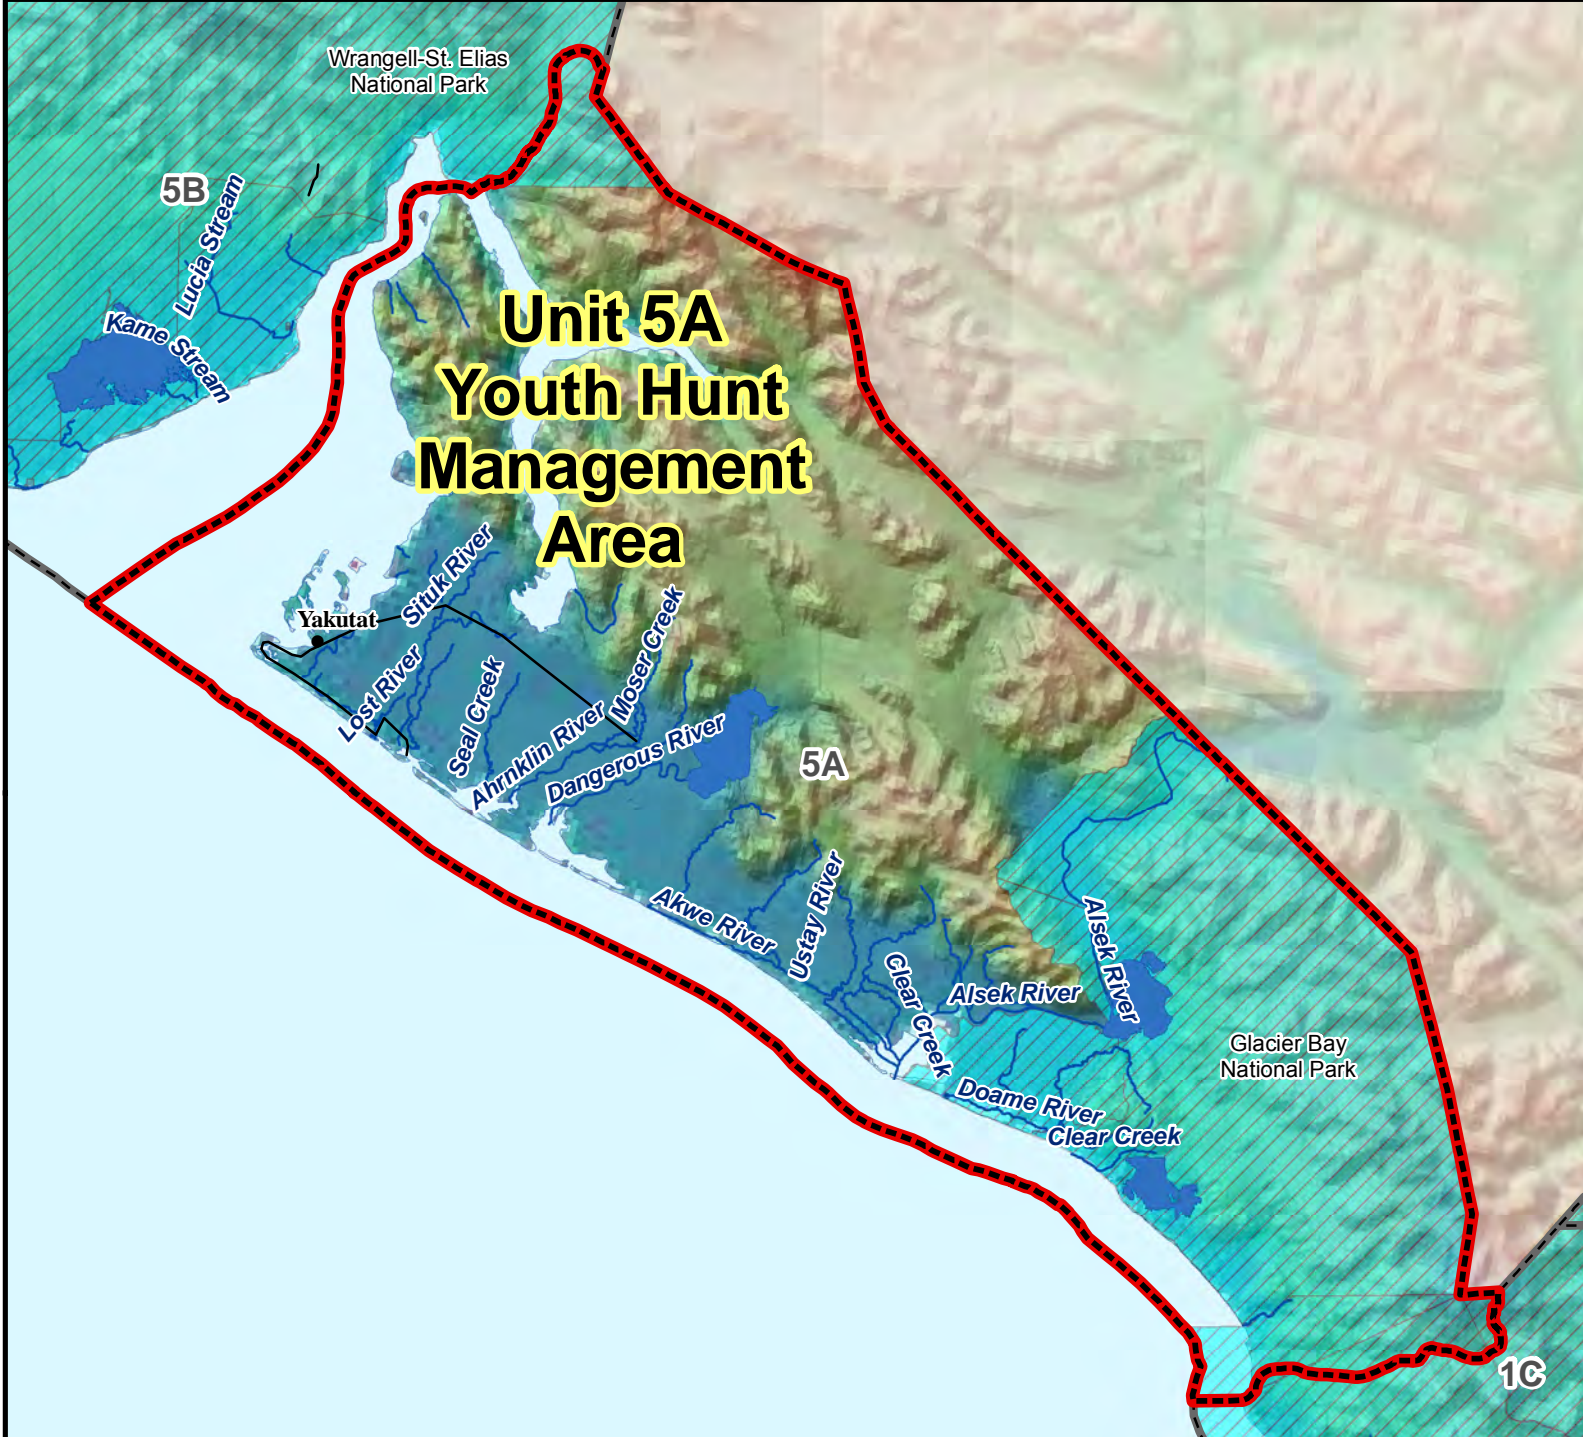 Wrangell-St. Elias
National Park
5B
Lucia Stream
Kame Stream
Unit 5A
Youth Hunt
Management
Area
Situk River
Yakutat
Lost River
Seal Creek
Moser Creek
Ahrnklin River
Dangerous River
5A
Akwe River
Ustay River
Clear Creek
Alsek River
Alsek River
Glacier Bay
National Park
Doame River
Clear Creek
1C